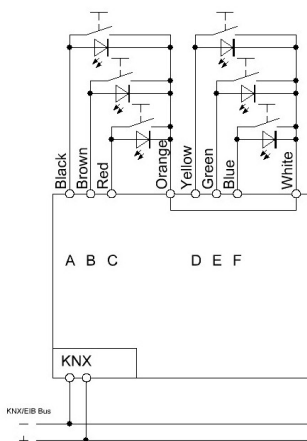 Black Brown Red Orange Yellow Green Blue White
A B C D E F
KNX
KNX/EIB Bus